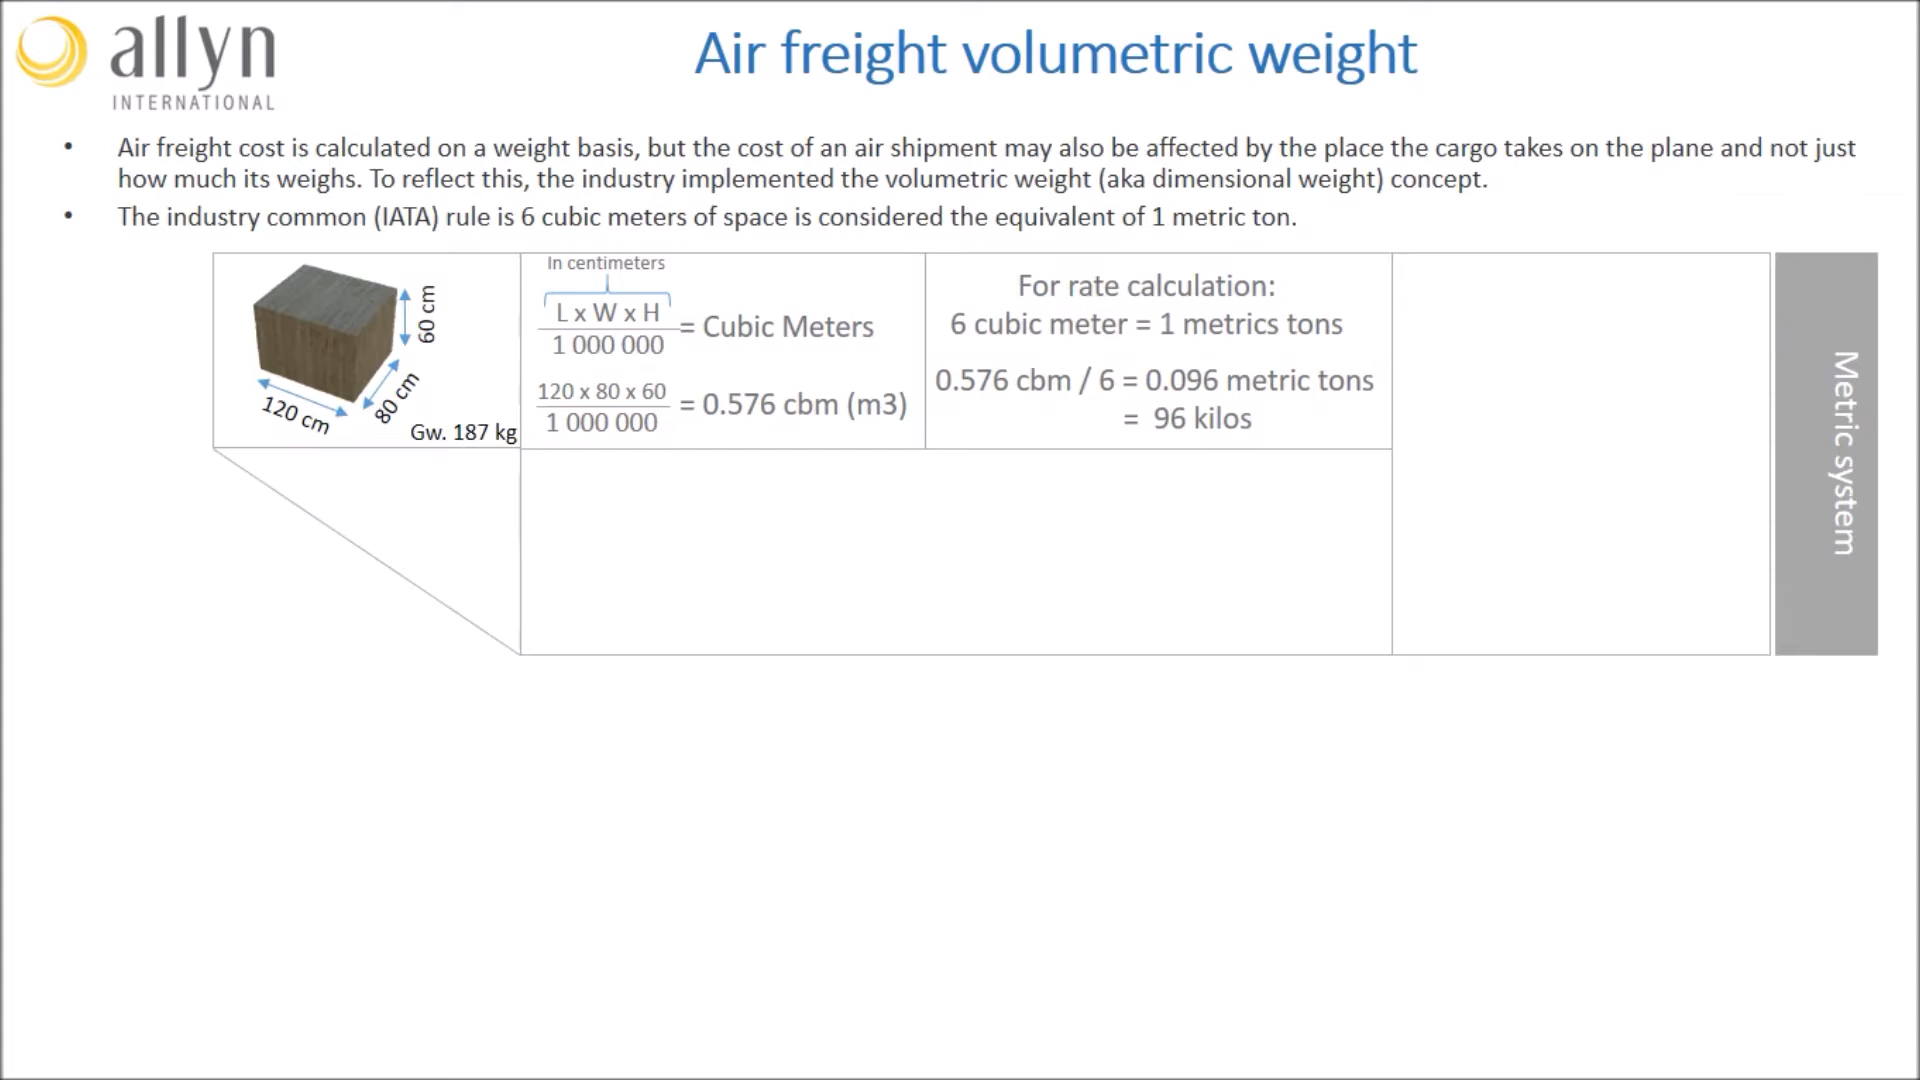 allyn
INTERNATIONAL
Air freight volumetric weight
• Air freight cost is calculated on a weight basis, but the cost of an air shipment may also be affected by the place the cargo takes on the plane and not just
how much its weighs. To reflect this, the industry implemented the volumetric weight (aka dimensional weight) concept.
• The industry common (IATA) rule is 6 cubic meters of space is considered the equivalent of 1 metric ton.
60 cm
80 cm
120 cm
Gw. 187 kg
In centimeters
L x W x H
1 000 000
= Cubic Meters
120 x 80 x 60
1 000 000
= 0.576 cbm (m3)
For rate calculation:
6 cubic meter = 1 metrics tons
0.576 cbm / 6 = 0.096 metric tons
= 96 kilos
Metric system